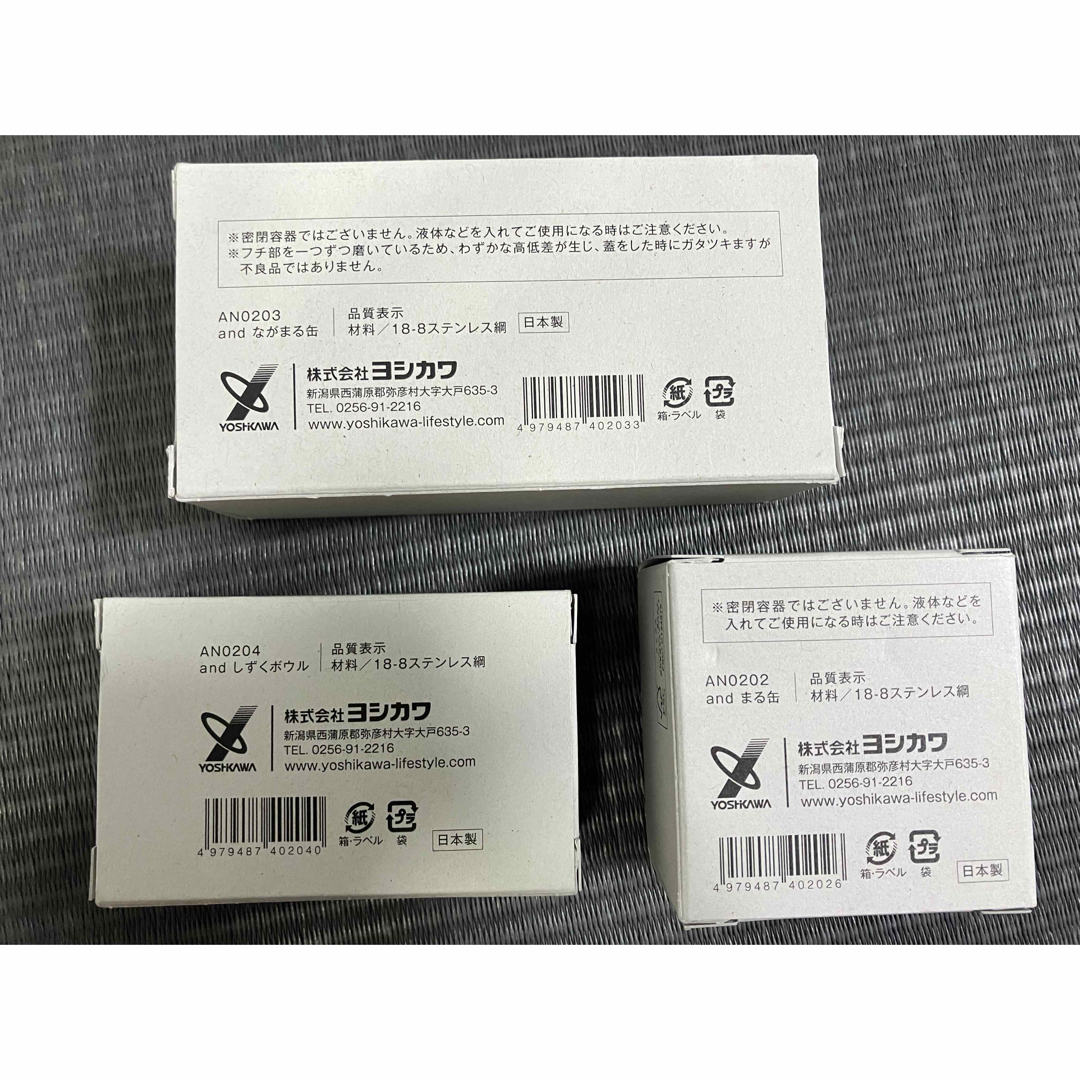 ※密閉容器ではございません。液体などを入れてご使用になる時はご注意ください。
※フチ部を一つずつ磨いているため、わずかな高低差が生じ、蓋をした時にガタツキますが
不良品ではありません。
AN0203
and ながまる缶
品質表示
材料／18-8ステンレス綱
日本製
YOSHIKAWA
株式会社ヨシカワ
新潟県西蒲原郡弥彦村大字大戸635-3
TEL. 0256-91-2216
www.yoshikawa-lifestyle.com
4 979487 402033
紙
箱・ラベル
プラ
袋
AN0204
and しずくボウル
品質表示
材料／18-8ステンレス綱
YOSHIKAWA
株式会社ヨシカワ
新潟県西蒲原郡弥彦村大字大戸635-3
TEL. 0256-91-2216
www.yoshikawa-lifestyle.com
4 979487 402040
紙
箱・ラベル
プラ
袋
日本製
※密閉容器ではございません。液体などを
入れてご使用になる時はご注意ください。
AN0202
and まる缶
品質表示
材料／18-8ステンレス綱
YOSHIKAWA
株式会社ヨシカワ
新潟県西蒲原郡弥彦村大字大戸635-3
TEL. 0256-91-2216
www.yoshikawa-lifestyle.com
4 979487 402026
紙
箱・ラベル
プラ
袋
日本製